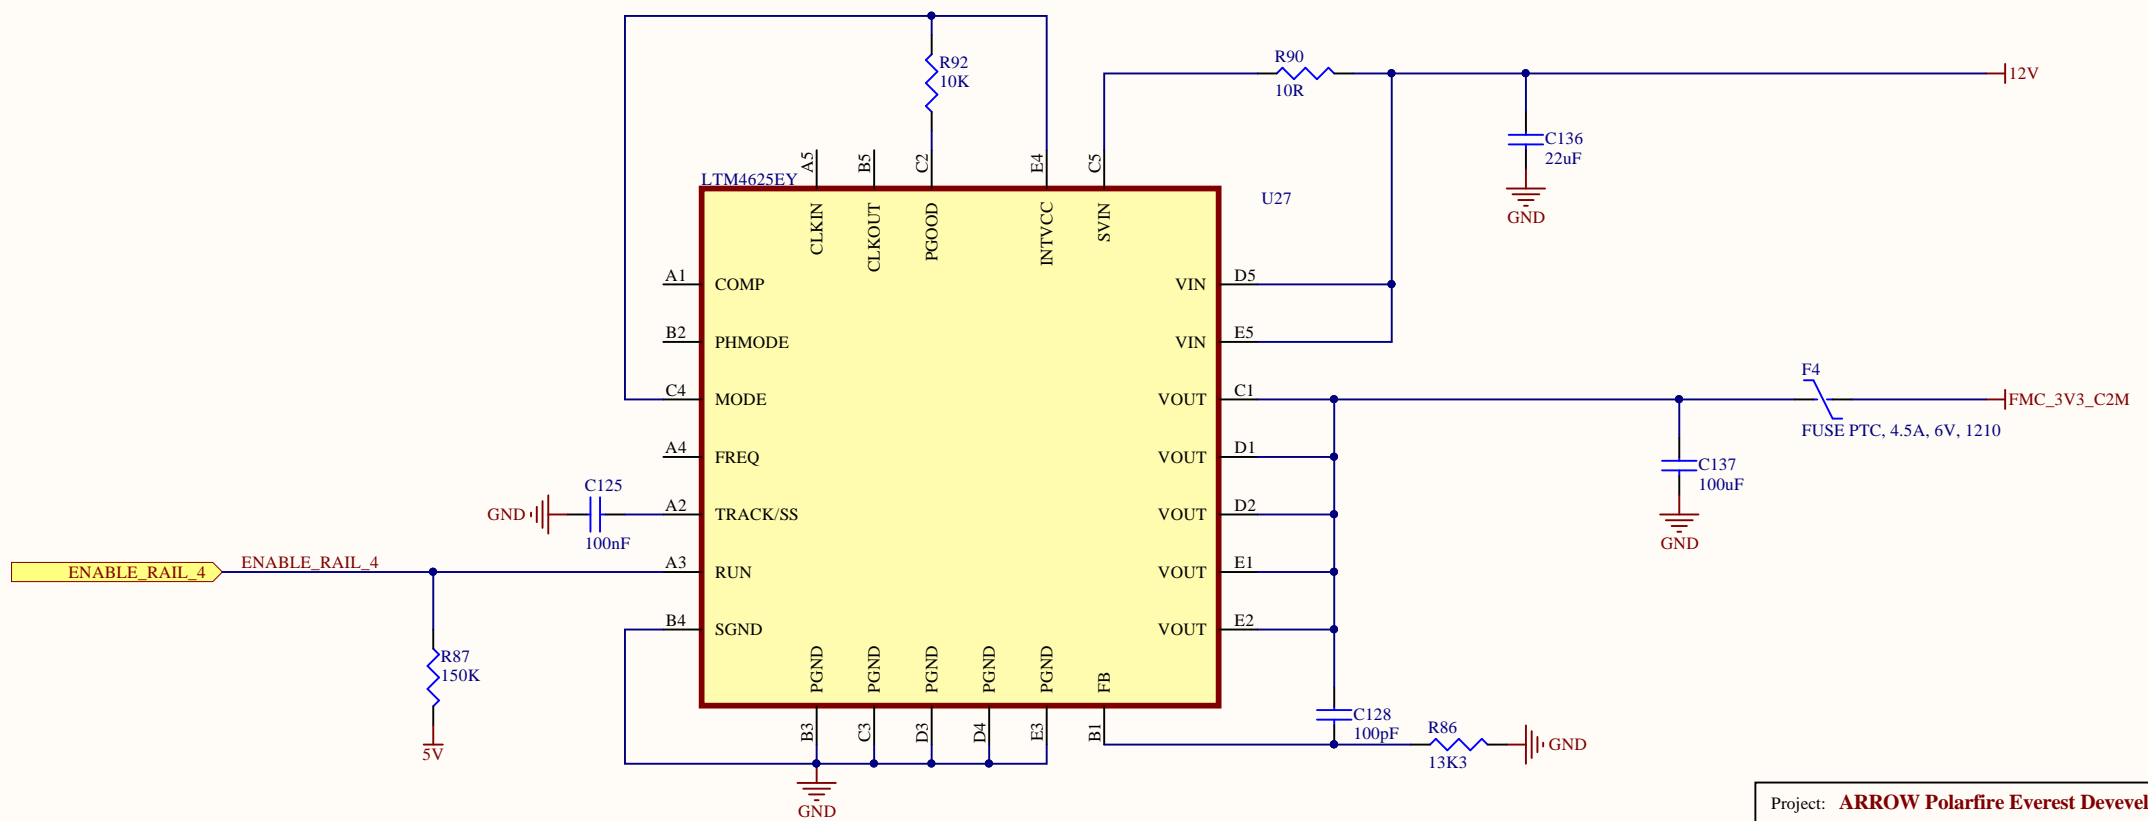 R92
10K
R90
10R
12V
C136
22uF
GND
LTM4625EY
U27
A5
B5
C2
E4
C5
CLKIN
CLKOUT
PGOOD
INTVCC
SVIN
A1
COMP
B2
PHMODE
C4
MODE
A4
FREQ
A2
TRACK/SS
A3
RUN
B4
SGND
VIN
D5
VIN
E5
VOUT
C1
VOUT
D1
VOUT
D2
VOUT
E1
VOUT
E2
F4
FUSE PTC, 4.5A, 6V, 1210
FMC_3V3_C2M
C137
100uF
GND
C125
GND
100nF
ENABLE_RAIL_4
ENABLE_RAIL_4
R87
150K
5V
PGND
PGND
PGND
PGND
PGND
FB
B3
C3
D3
D4
E3
B1
GND
C128
100pF
R86
13K3
GND
Project: ARROW Polarfire Everest Devevel